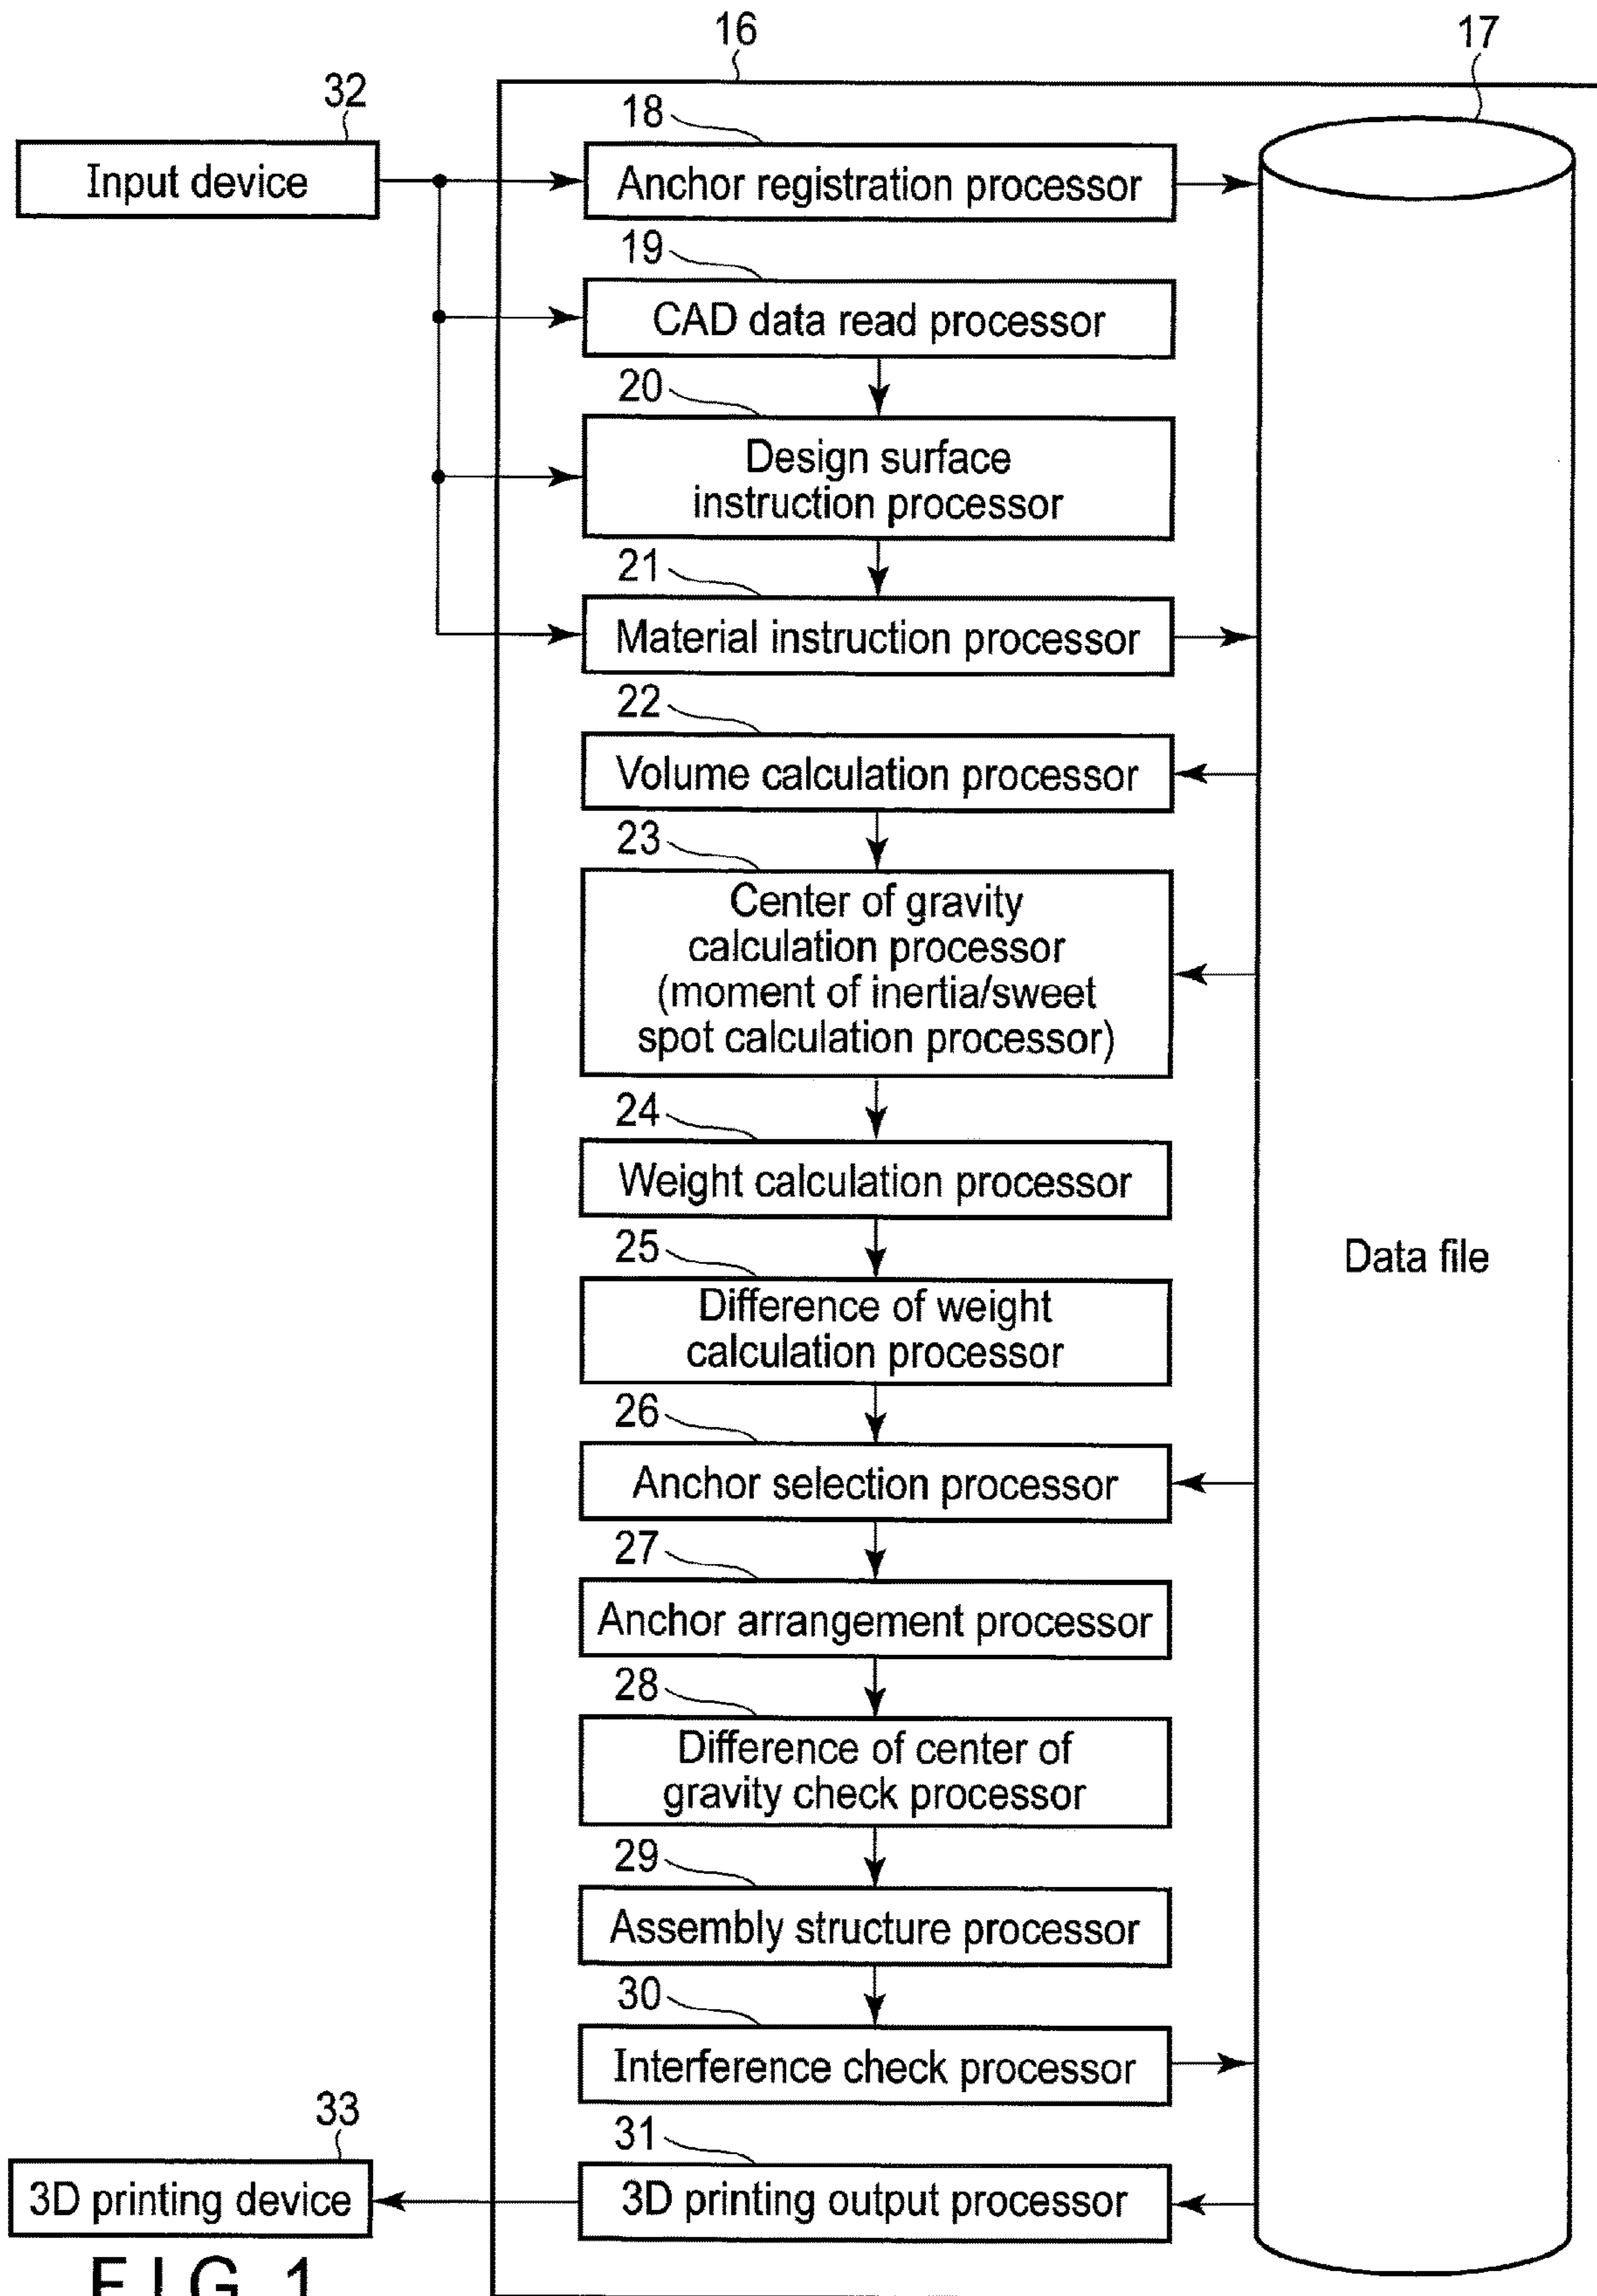 16
17
32
Input device
18
Anchor registration processor
19
CAD data read processor
20
Design surface
instruction processor
21
Material instruction processor
22
Volume calculation processor
23
Center of gravity
calculation processor
(moment of inertia/sweet
spot calculation processor)
24
Weight calculation processor
25
Difference of weight
calculation processor
Data file
26
Anchor selection processor
27
Anchor arrangement processor
28
Difference of center of
gravity check processor
29
Assembly structure processor
30
Interference check processor
31
3D printing output processor
33
3D printing device
FIG. 1